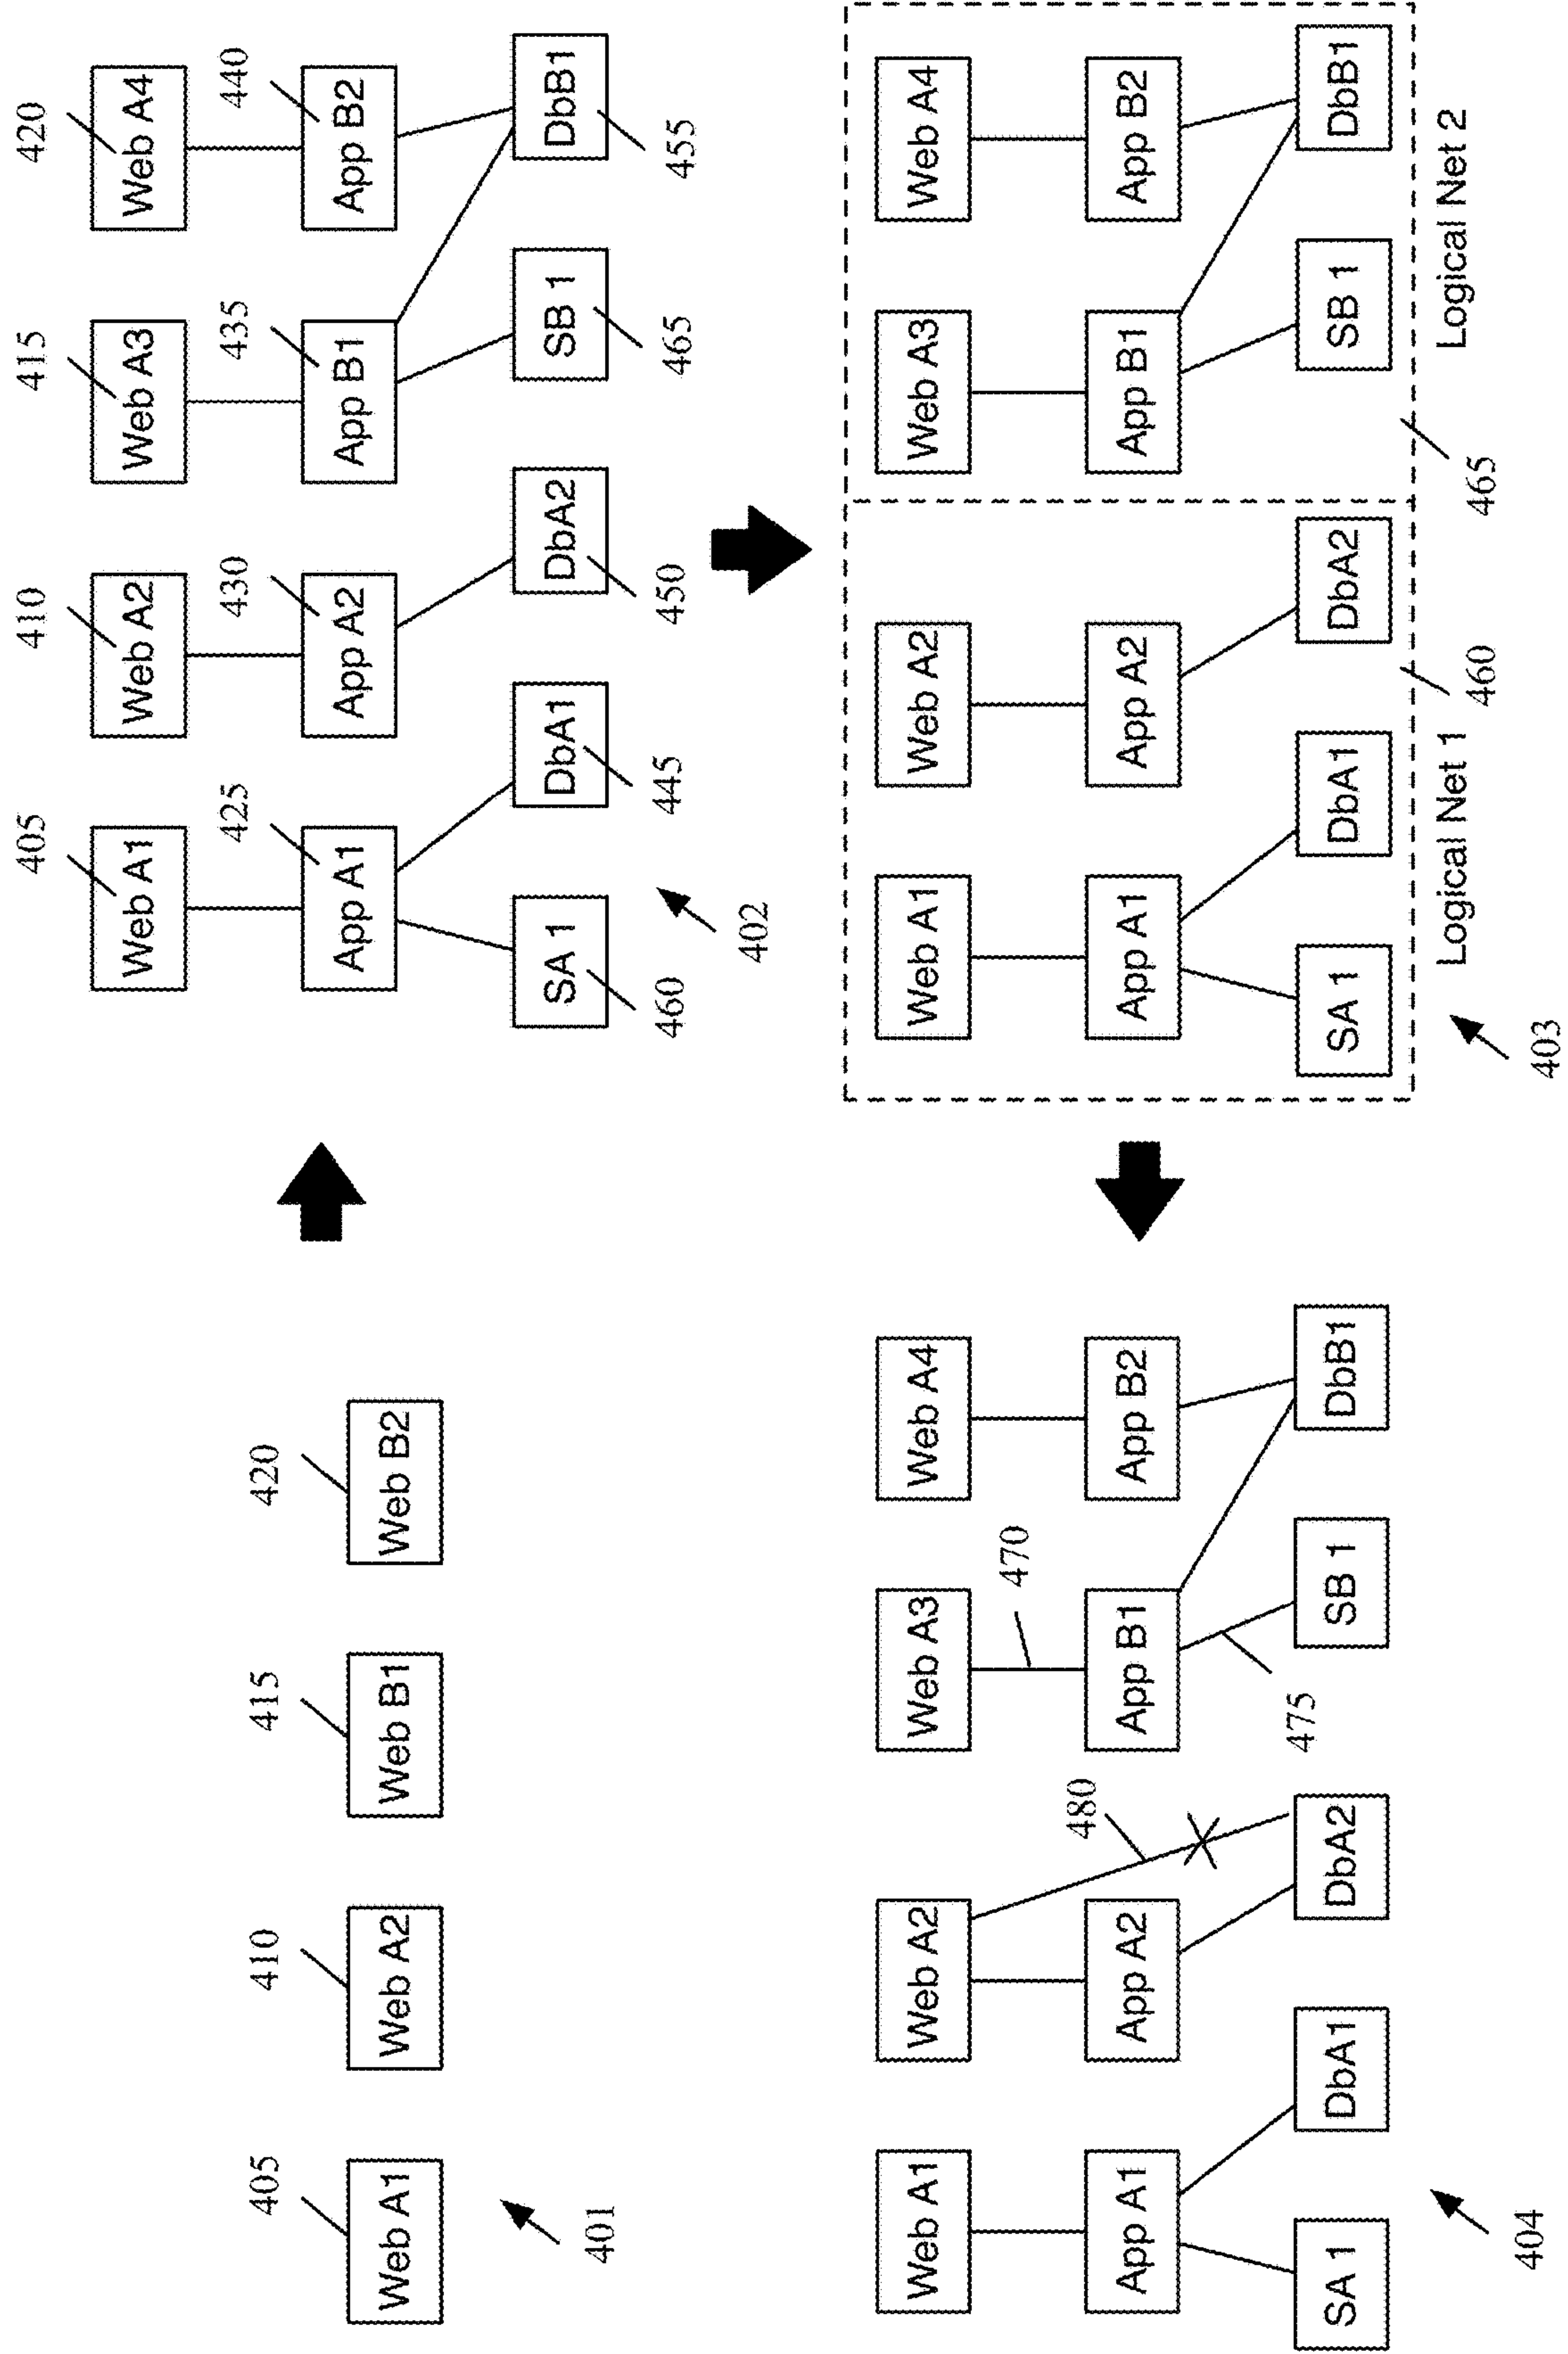 405
410
415
420
Web A1
Web A2
Web B1
Web B2
401
405
410
415
420
Web A1
Web A2
Web A3
Web A4
425
430
435
440
App A1
App A2
App B1
App B2
SA 1
DbA1
DbA2
SB 1
DbB1
460
445
450
465
455
402
Web A1
Web A2
Web A3
Web A4
480
470
App A1
App A2
App B1
App B2
475
SA 1
DbA1
DbA2
SB 1
DbB1
404
Web A1
Web A2
Web A3
Web A4
App A1
App A2
App B1
App B2
SA 1
DbA1
DbA2
SB 1
DbB1
Logical Net 1
Logical Net 2
460
465
403